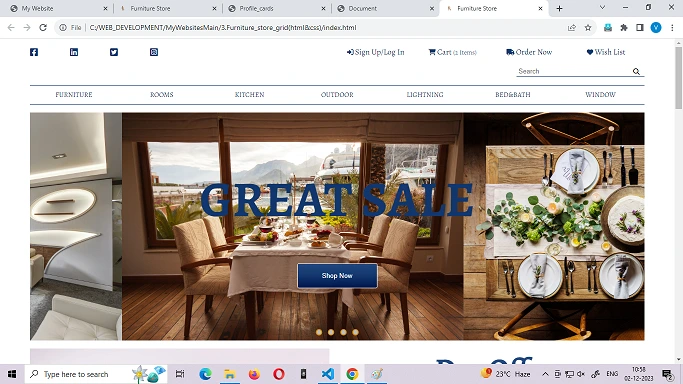 My Website
Furniture Store
Profile_cards
Document
Furniture Store
File
C:/WEB_DEVELOPMENT/MyWebsitesMain/3.Furniture_store_grid(html&css)/index.html
V
Sign Up/Log In
Cart (2 items)
Order Now
Wish List
Search
FURNITURE
ROOMS
KITCHEN
OUTDOOR
LIGHTNING
BED&BATH
WINDOW
GREAT SALE
Shop Now
Type here to search
23°C Haze
ENG
10:58
02-12-2023
2